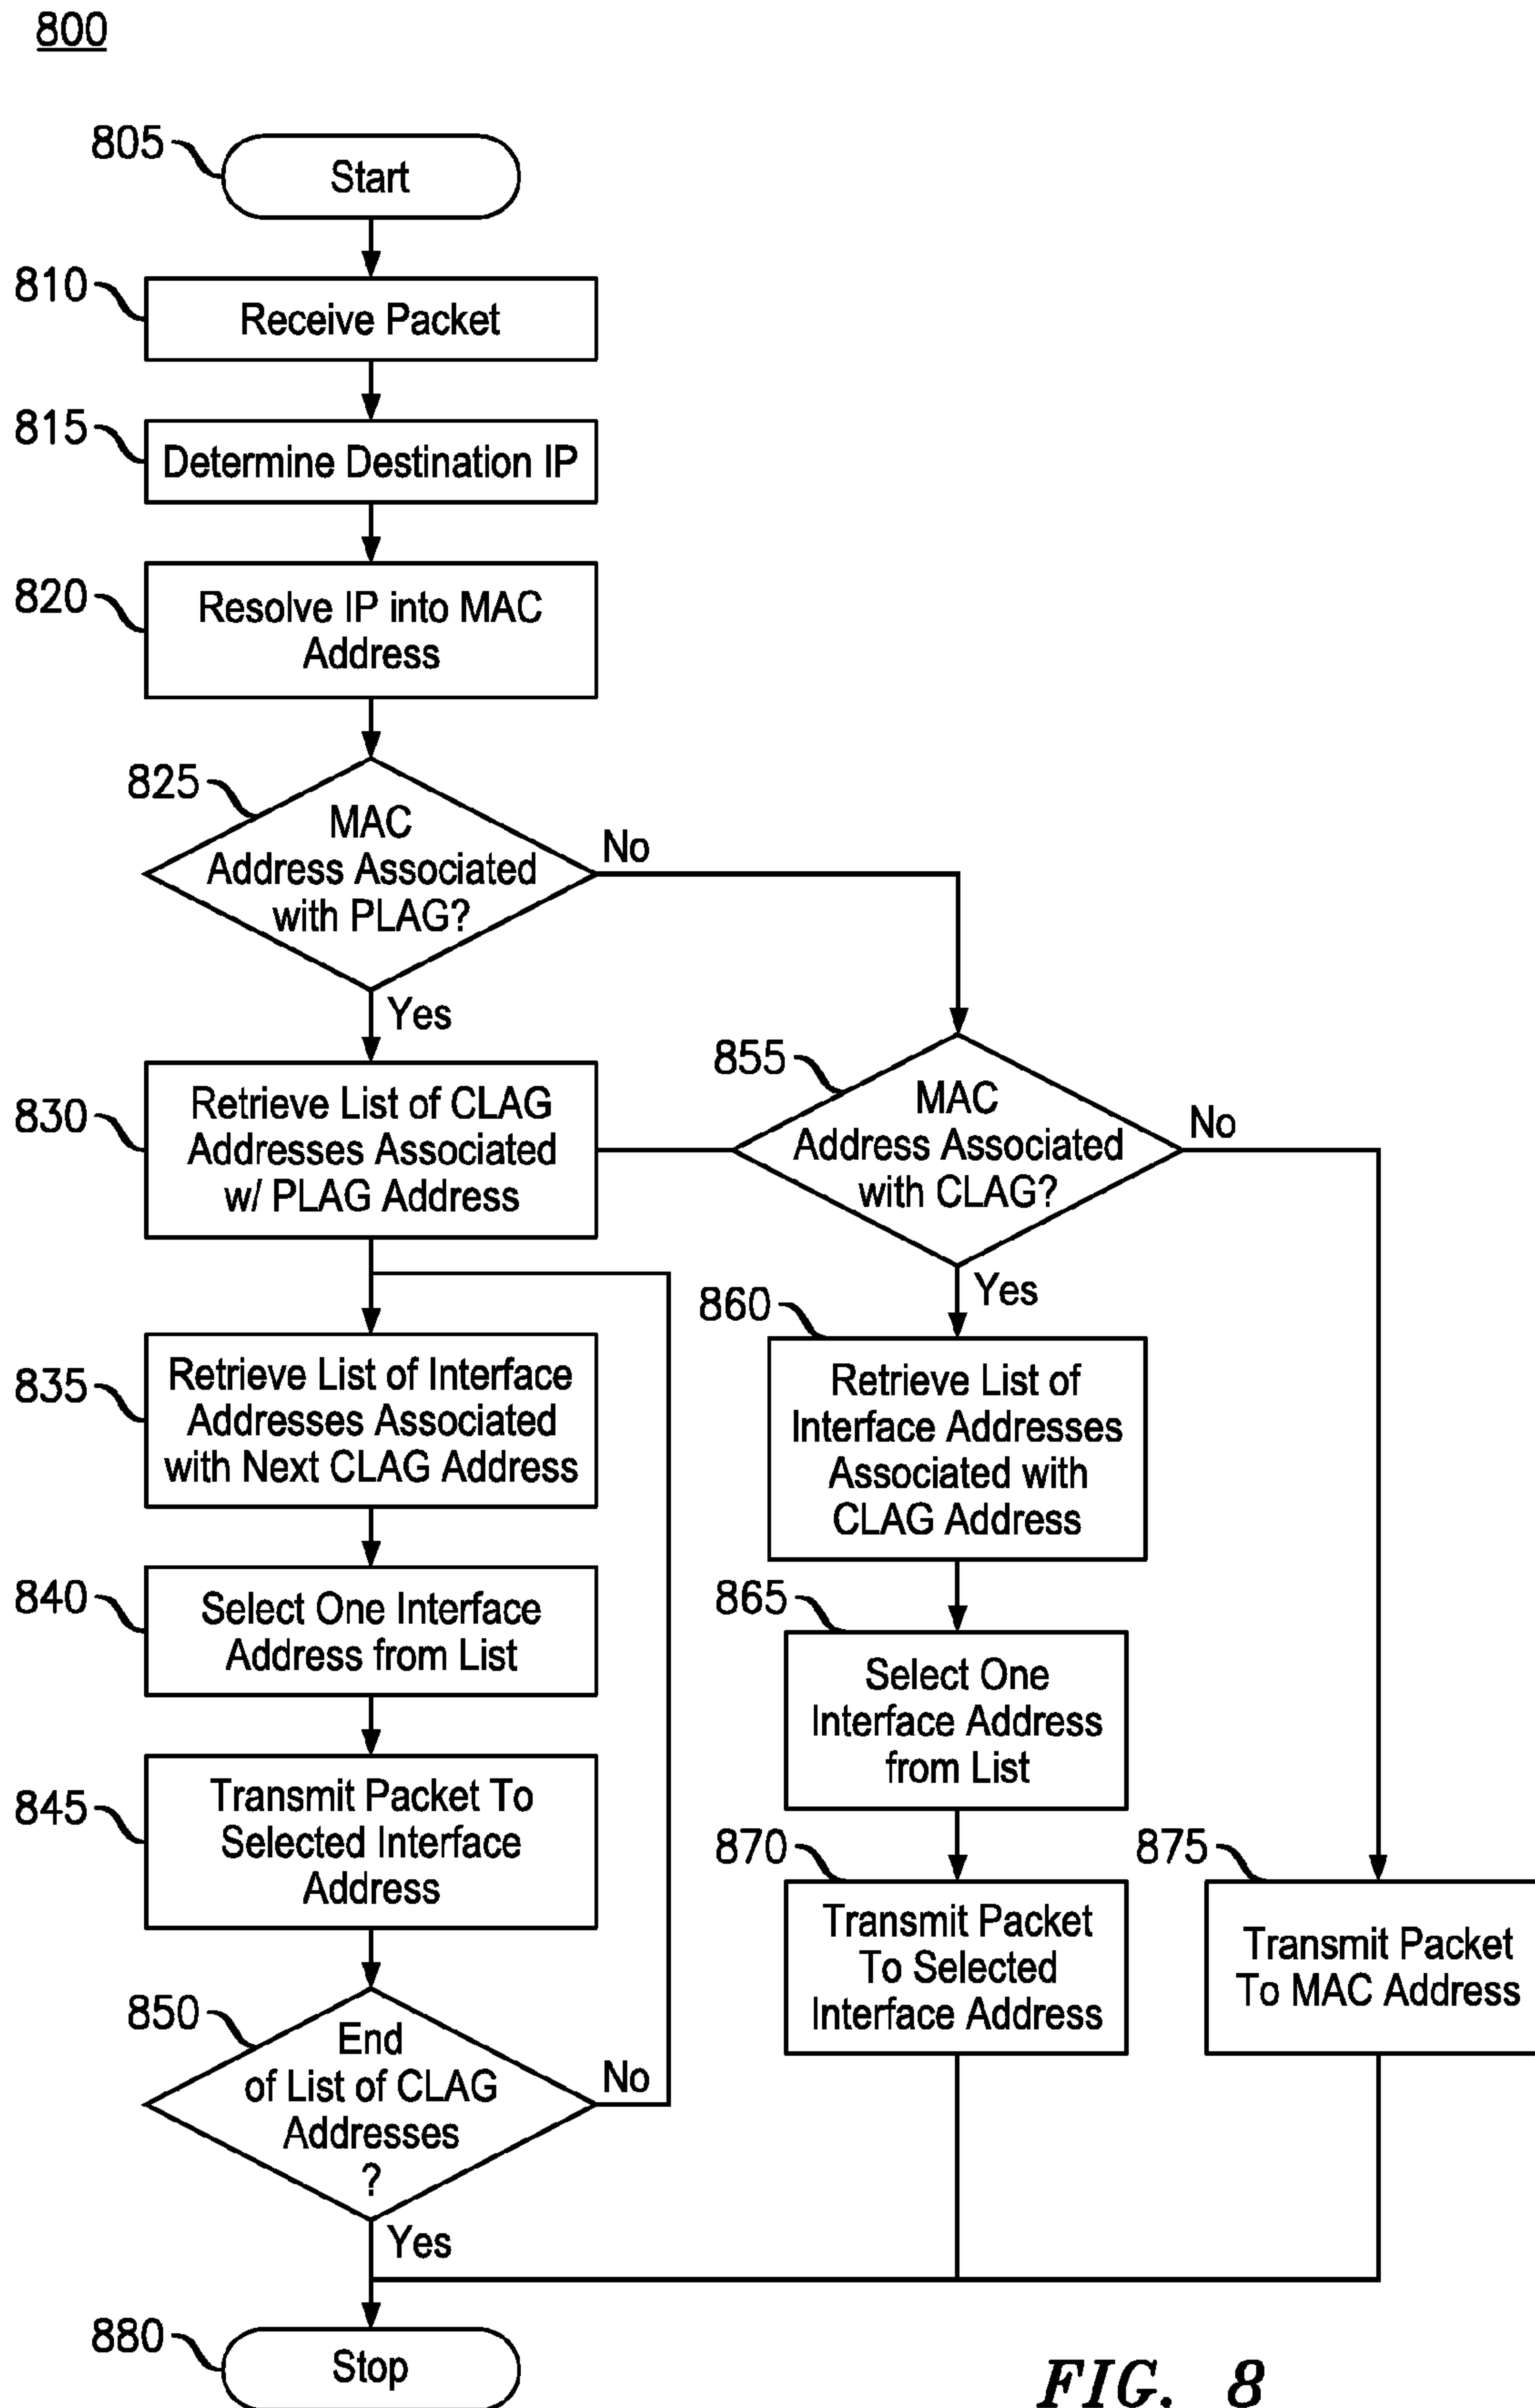 800
805
Start
810
Receive Packet
815
Determine Destination IP
820
Resolve IP into MAC
Address
825
MAC
Address Associated
with PLAG?
No
Yes
830
Retrieve List of CLAG
Addresses Associated
w/ PLAG Address
855
MAC
Address Associated
with CLAG?
No
Yes
835
Retrieve List of Interface
Addresses Associated
with Next CLAG Address
860
Retrieve List of
Interface Addresses
Associated with
CLAG Address
840
Select One Interface
Address from List
865
Select One
Interface Address
from List
845
Transmit Packet To
Selected Interface
Address
870
Transmit Packet
To Selected
Interface Address
875
Transmit Packet
To MAC Address
850
End
of List of CLAG
Addresses
?
No
Yes
880
Stop
FIG. 8